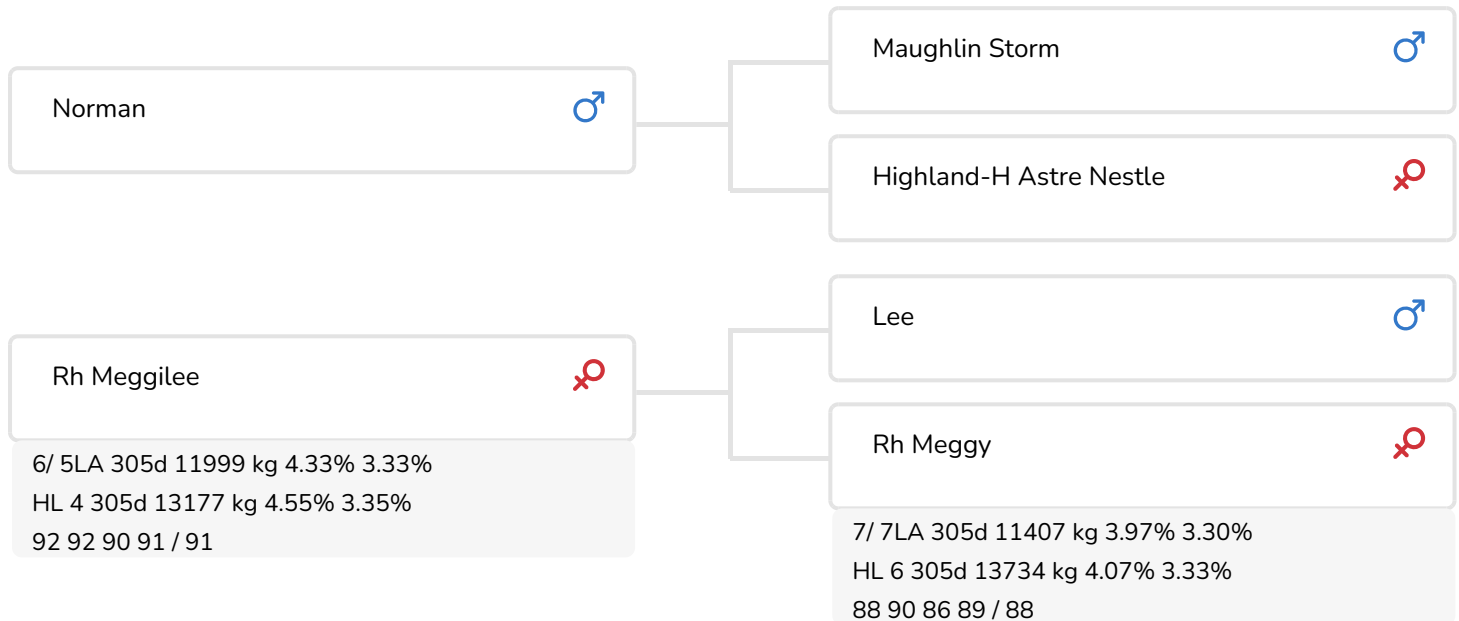 Norman
Maughlin Storm
Highland-H Astre Nestle
Rh Meggilee
6/ 5LA 305d 11999 kg 4.33% 3.33%
HL 4 305d 13177 kg 4.55% 3.35%
92 92 90 91 / 91
Lee
Rh Meggy
7/ 7LA 305d 11407 kg 3.97% 3.30%
HL 6 305d 13734 kg 4.07% 3.33%
88 90 86 89 / 88